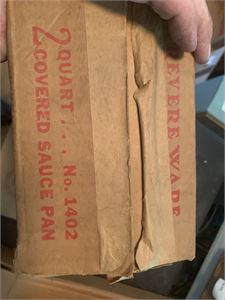 REVERE WARE
2 QUART . . . No. 1402
COVERED SAUCE PAN